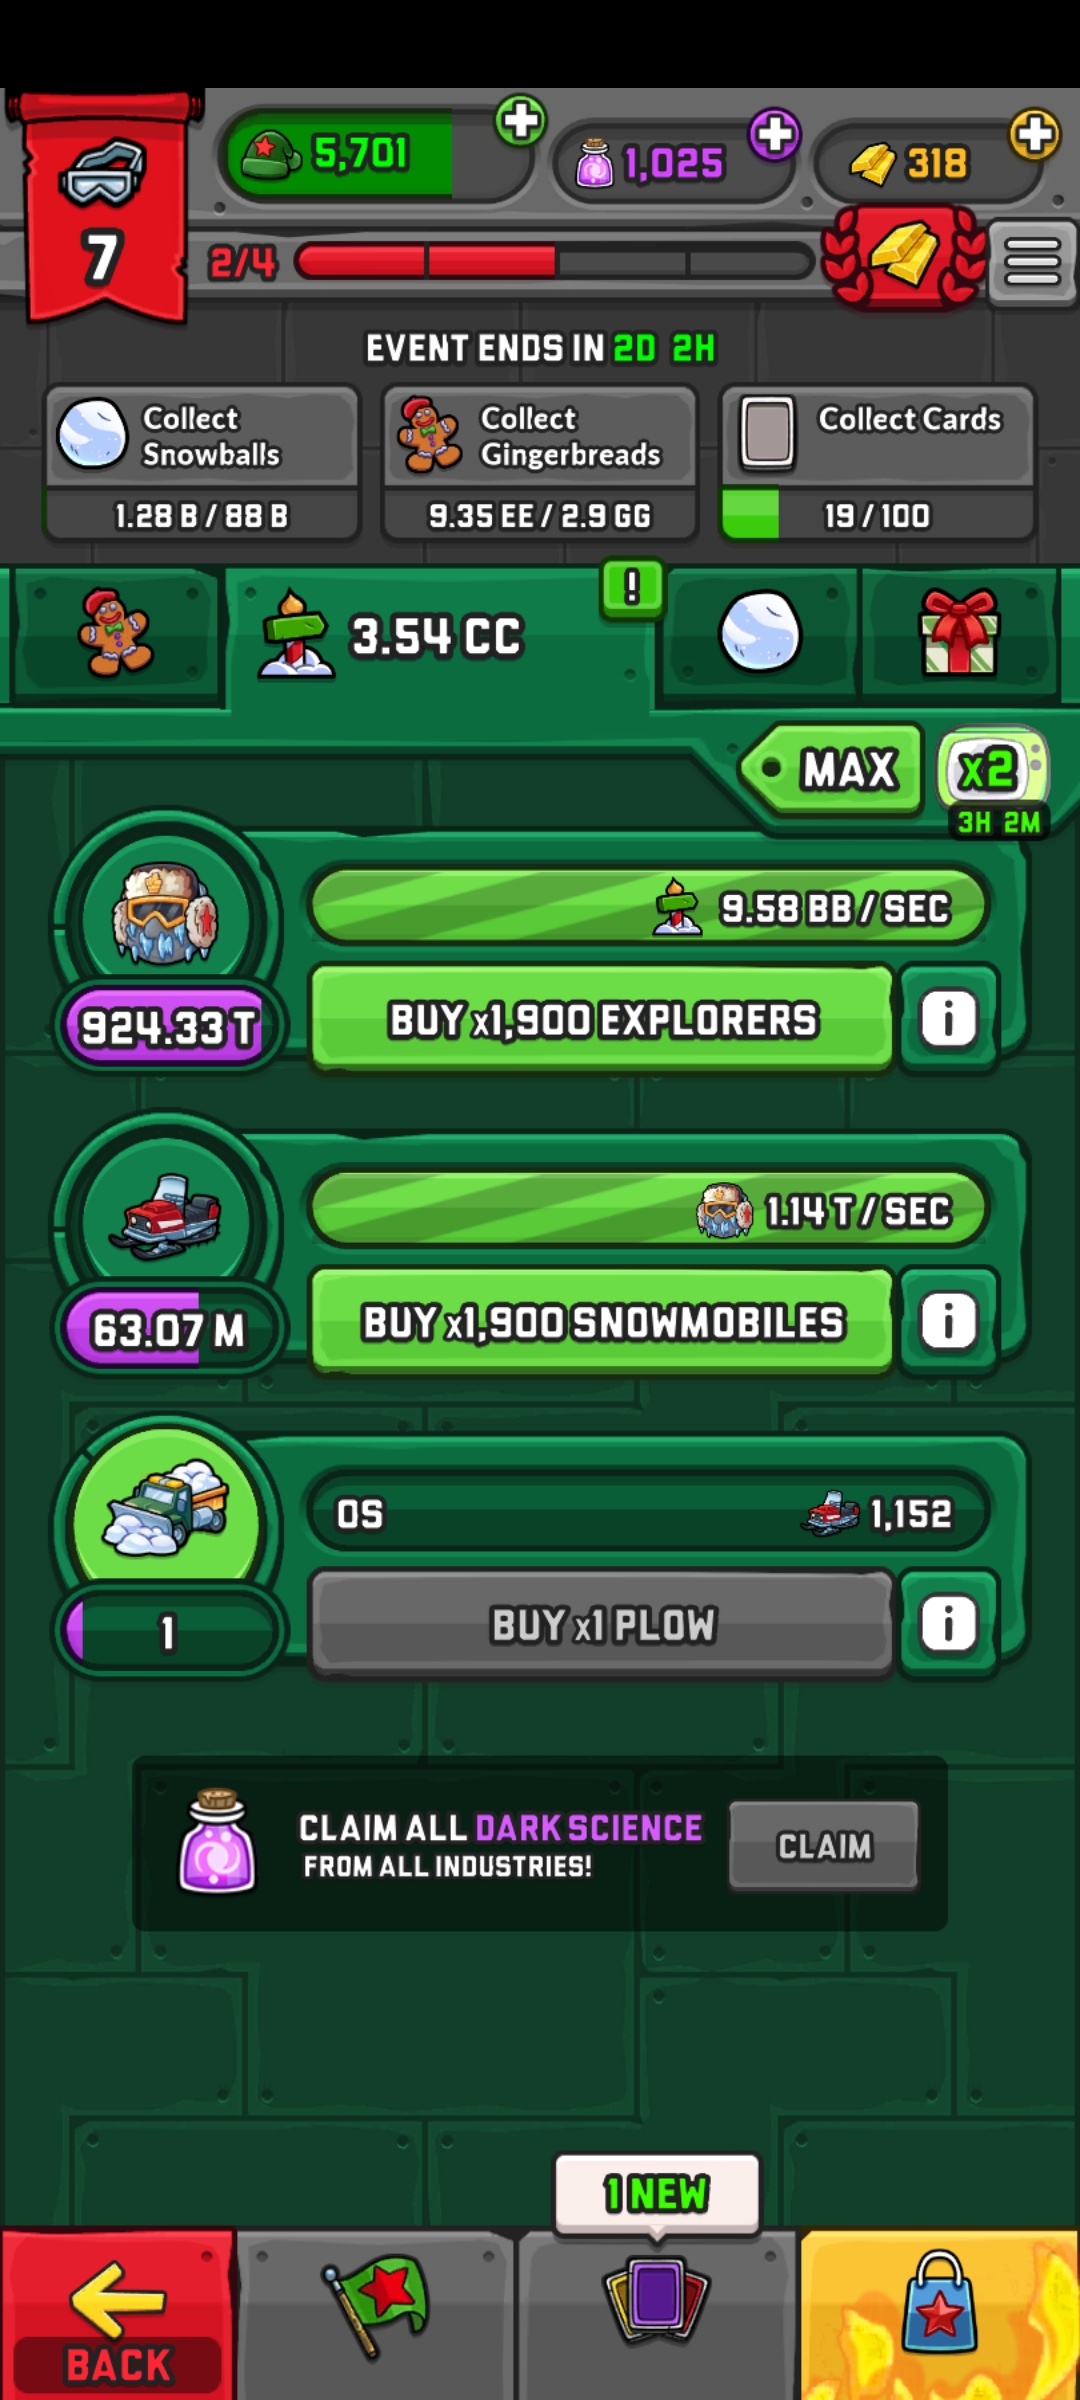 5,701
1,025
318
7
2/4
EVENT ENDS IN 2D 2H
Collect
Snowballs
1.28 B / 88 B
Collect
Gingerbreads
9.35 EE / 2.9 GG
Collect Cards
19 / 100
3.54 CC
!
MAX
x2
3H 2M
9.58 BB / SEC
924.33 T
BUY x1,900 EXPLORERS
i
1.14 T / SEC
63.07 M
BUY x1,900 SNOWMOBILES
i
0S
1,152
1
BUY x1 PLOW
i
CLAIM ALL DARK SCIENCE
FROM ALL INDUSTRIES!
CLAIM
1 NEW
BACK